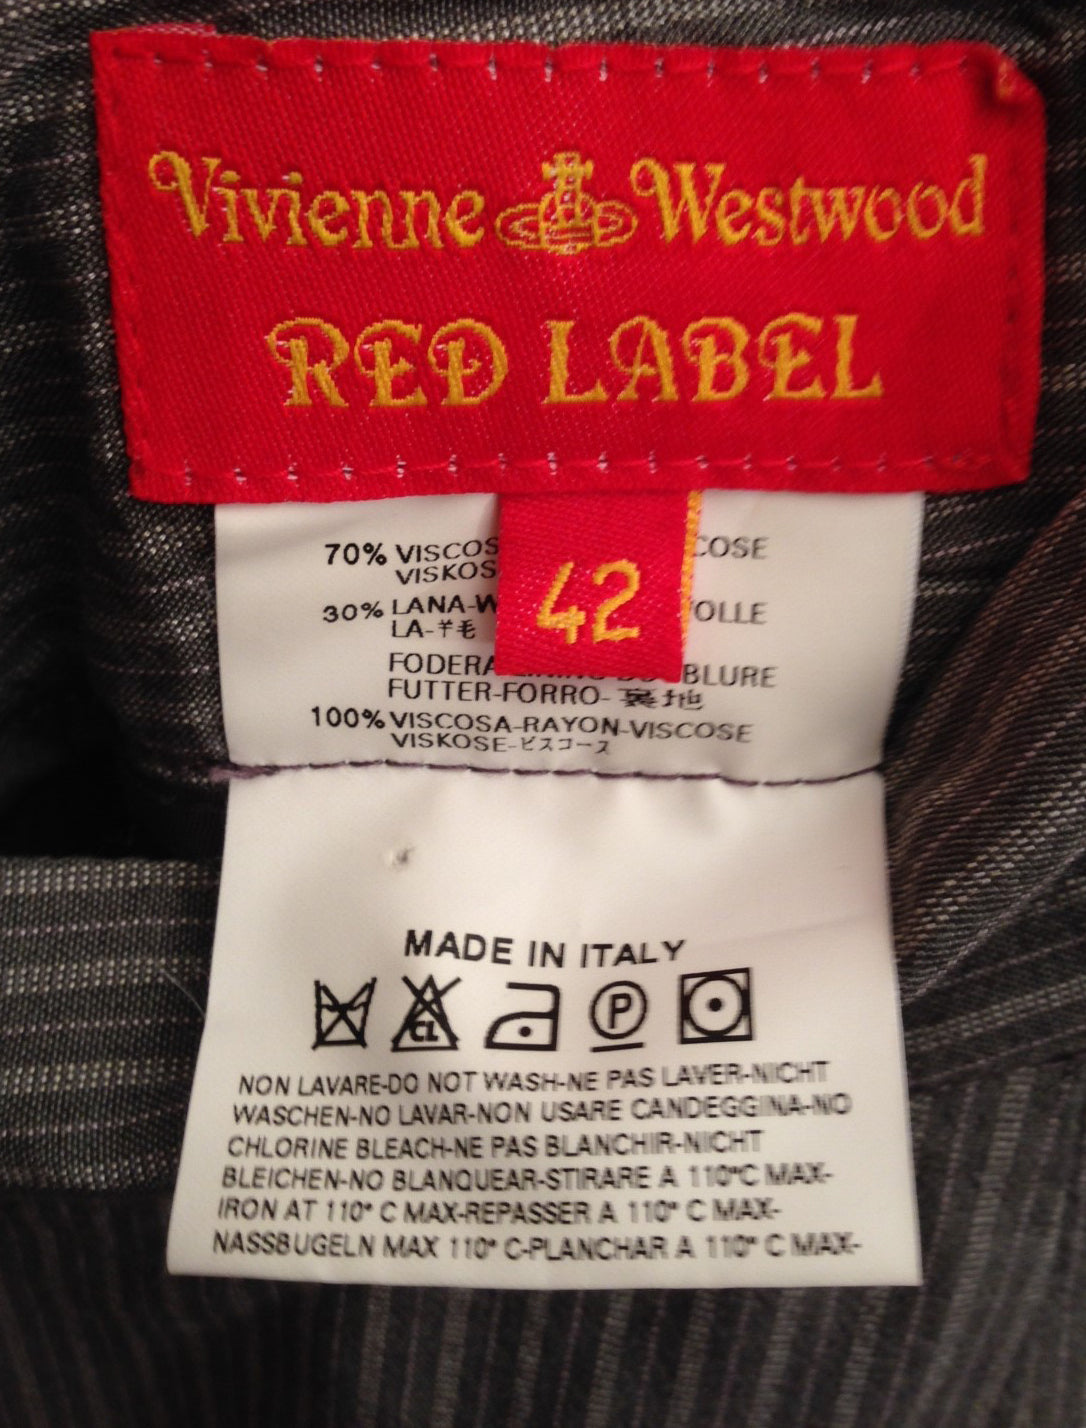 Vivienne Westwood
RED LABEL
42
70% VISCOS COSE
VISKOS
30% LANA-W OLLE
LA-羊毛
FODERA BLURE
FUTTER-FORRO-裏地
100% VISCOSA-RAYON-VISCOSE
VISKOSE-ビスコース
MADE IN ITALY
CL P
NON LAVARE-DO NOT WASH-NE PAS LAVER-NICHT
WASCHEN-NO LAVAR-NON USARE CANDEGGINA-NO
CHLORINE BLEACH-NE PAS BLANCHIR-NICHT
BLEICHEN-NO BLANQUEAR-STIRARE A 110°C MAX-
IRON AT 110° C MAX-REPASSER A 110° C MAX-
NASSBUGELN MAX 110° C-PLANCHAR A 110° C MAX-